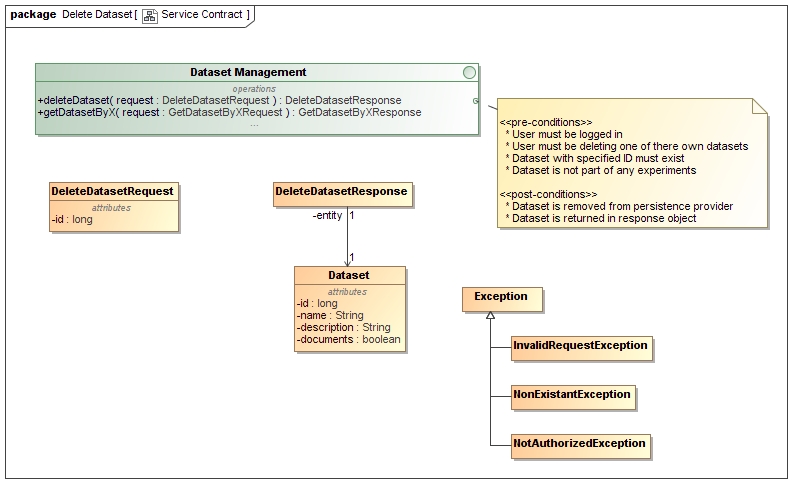 package Delete Dataset [ Service Contract ]
Dataset Management
operations
+deleteDataset( request : DeleteDatasetRequest ) : DeleteDatasetResponse
+getDatasetByX( request : GetDatasetByXRequest ) : GetDatasetByXResponse
...
<<pre-conditions>>
* User must be logged in
* User must be deleting one of there own datasets
* Dataset with specified ID must exist
* Dataset is not part of any experiments
<<post-conditions>>
* Dataset is removed from persistence provider
* Dataset is returned in response object
DeleteDatasetRequest
attributes
-id : long
DeleteDatasetResponse
-entity 1
1
Dataset
attributes
-id : long
-name : String
-description : String
-documents : boolean
Exception
InvalidRequestException
NonExistantException
NotAuthorizedException